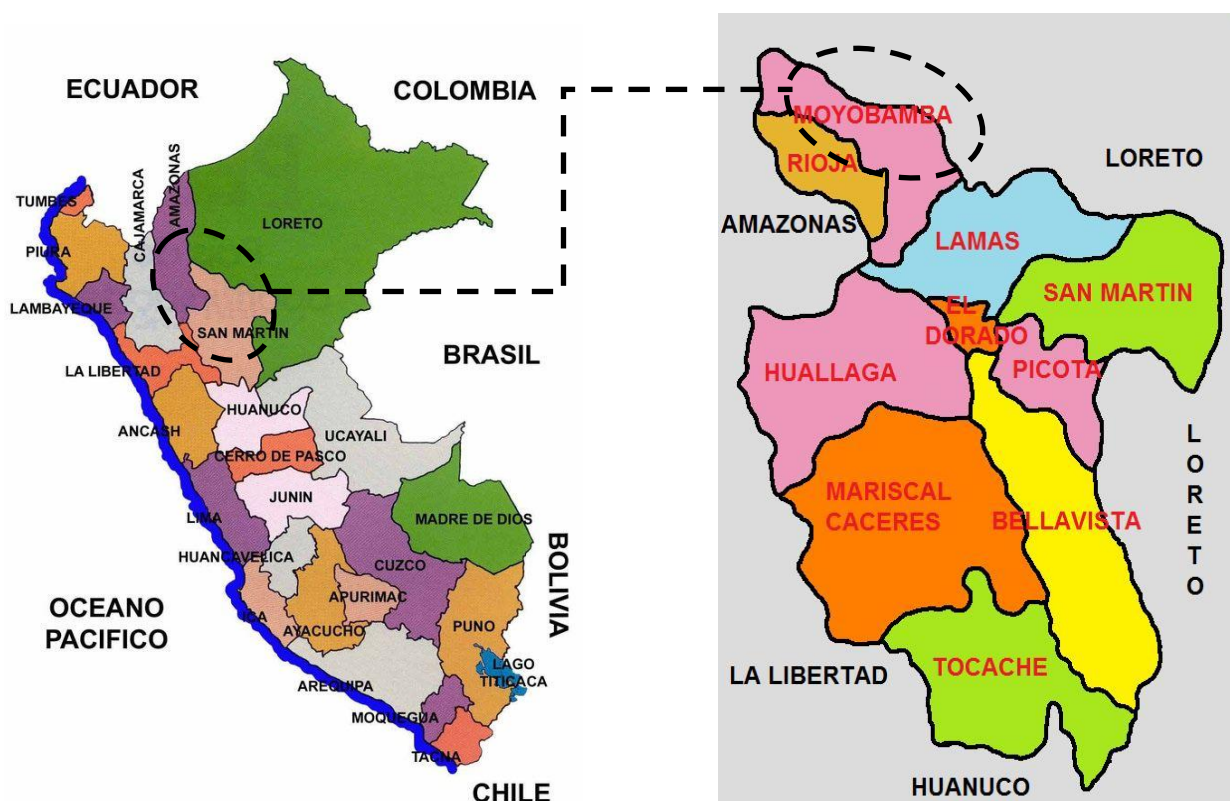 ECUADOR
COLOMBIA
TUMBES
CAJAMARCA
AMAZONAS
LORETO
PIURA
LAMBAYEQUE
SAN MARTIN
BRASIL
LA LIBERTAD
HUANUCO
ANCASH
UCAYALI
CERRO DE PASCO
JUNIN
LIMA
MADRE DE DIOS
HUANCAVELICA
CUZCO
BOLIVIA
OCEANO
PACIFICO
APURIMAC
ICA
AYACUCHO
PUNO
LAGO
TITICACA
AREQUIPA
MOQUEGUA
TACNA
CHILE
MOYOBAMBA
RIOJA
LORETO
AMAZONAS
LAMAS
SAN MARTIN
EL
DORADO
HUALLAGA
PICOTA
LORETO
MARISCAL
CACERES
BELLAVISTA
LA LIBERTAD
TOCACHE
HUANUCO